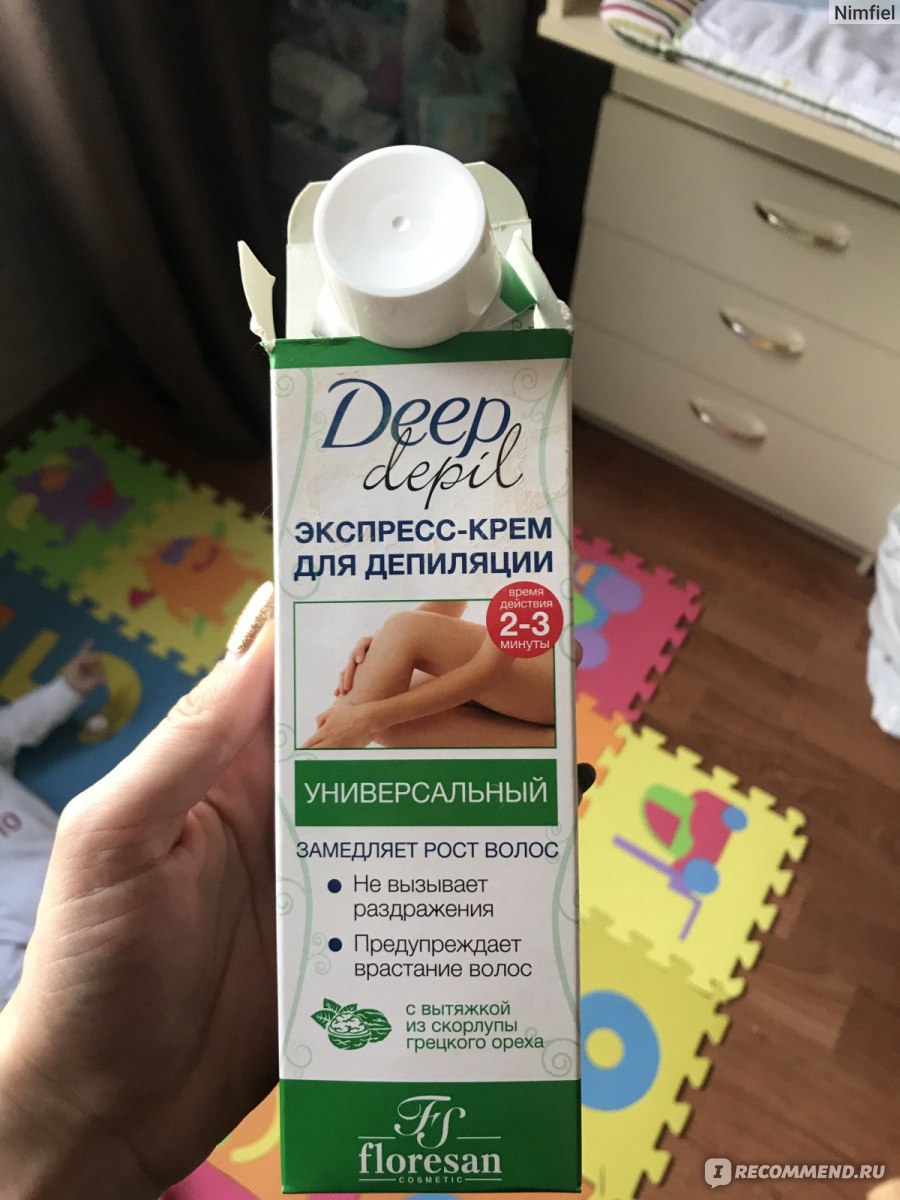 Nimfiel
Deep
depil
ЭКСПРЕСС-КРЕМ
ДЛЯ ДЕПИЛЯЦИИ
время
действия
2-3
минуты
УНИВЕРСАЛЬНЫЙ
ЗАМЕДЛЯЕТ РОСТ ВОЛОС
• Не вызывает
раздражения
• Предупреждает
врастание волос
с вытяжкой
из скорлупы
грецкого ореха
FS
floresan
COSMETIC
10
I RECOMMEND.RU